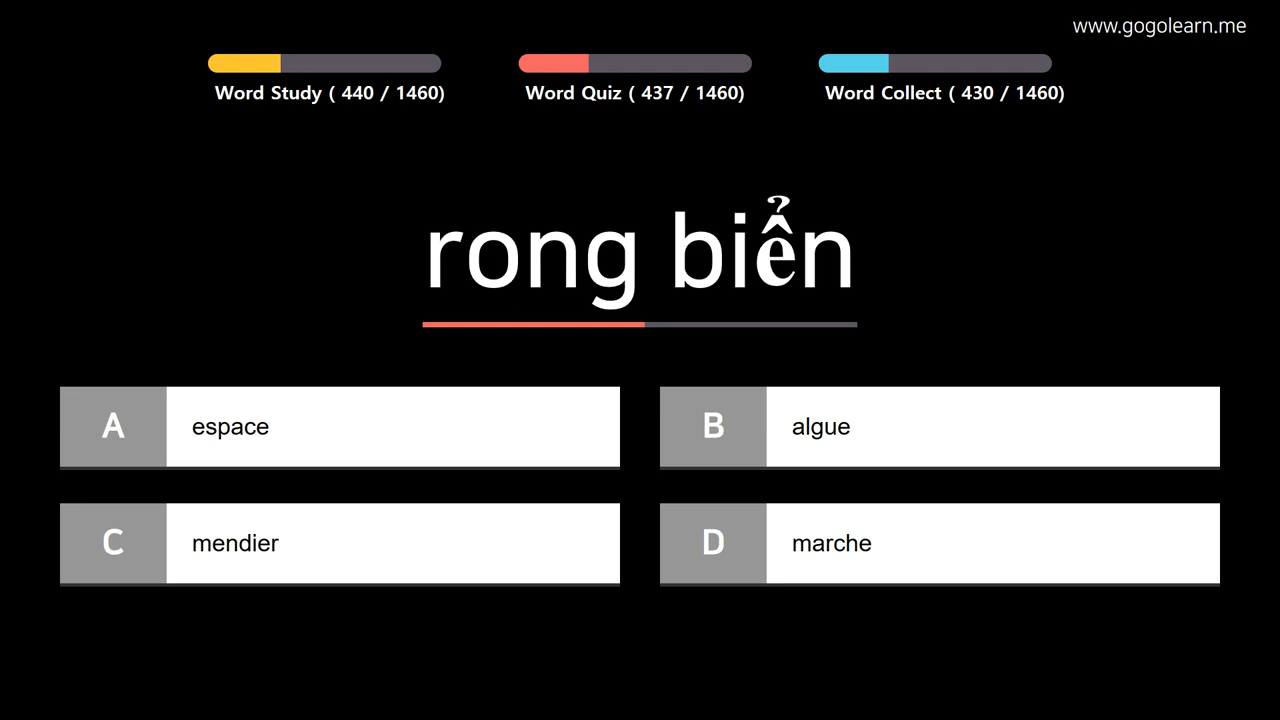 www.gogolearn.me
Word Study ( 440 / 1460)
Word Quiz ( 437 / 1460)
Word Collect ( 430 / 1460)
rong biển
A espace
B algue
C mendier
D marche